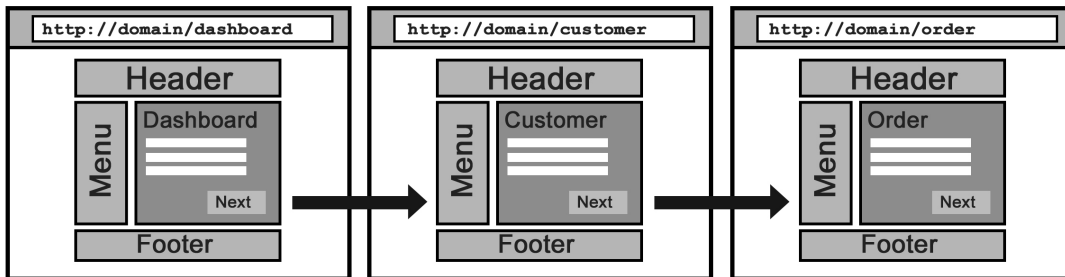 http://domain/dashboard
Header
Menu
Dashboard
Next
Footer
http://domain/customer
Header
Menu
Customer
Next
Footer
http://domain/order
Header
Menu
Order
Next
Footer